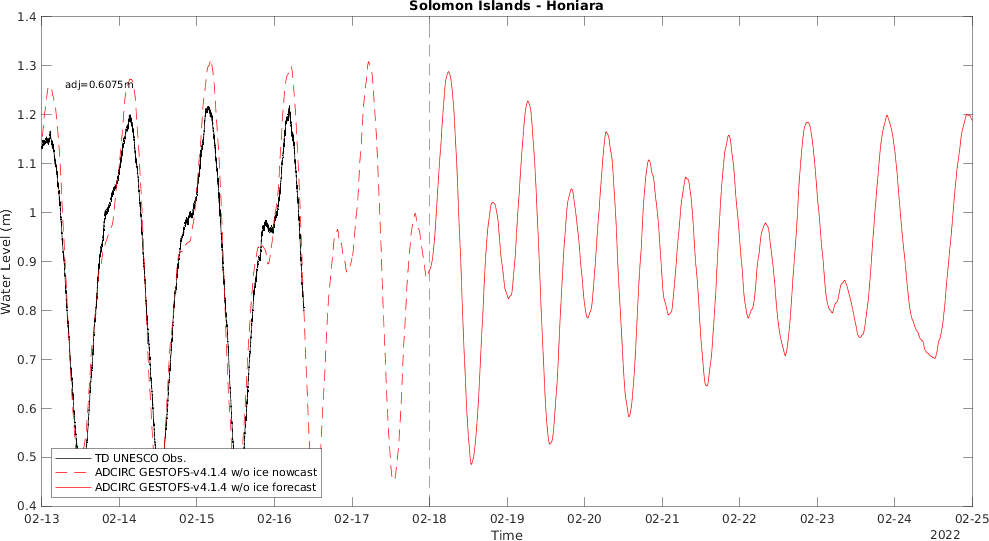 Solomon Islands - Honiara
1.4
1.3
1.2
1.1
1
0.9
0.8
0.7
0.6
0.5
0.4
Water Level (m)
adj=0.6075m
TD UNESCO Obs.
ADCIRC GESTOFS-v4.1.4 w/o ice nowcast
ADCIRC GESTOFS-v4.1.4 w/o ice forecast
02-13 02-14 02-15 02-16 02-17 02-18 02-19 02-20 02-21 02-22 02-23 02-24 02-25
Time
2022